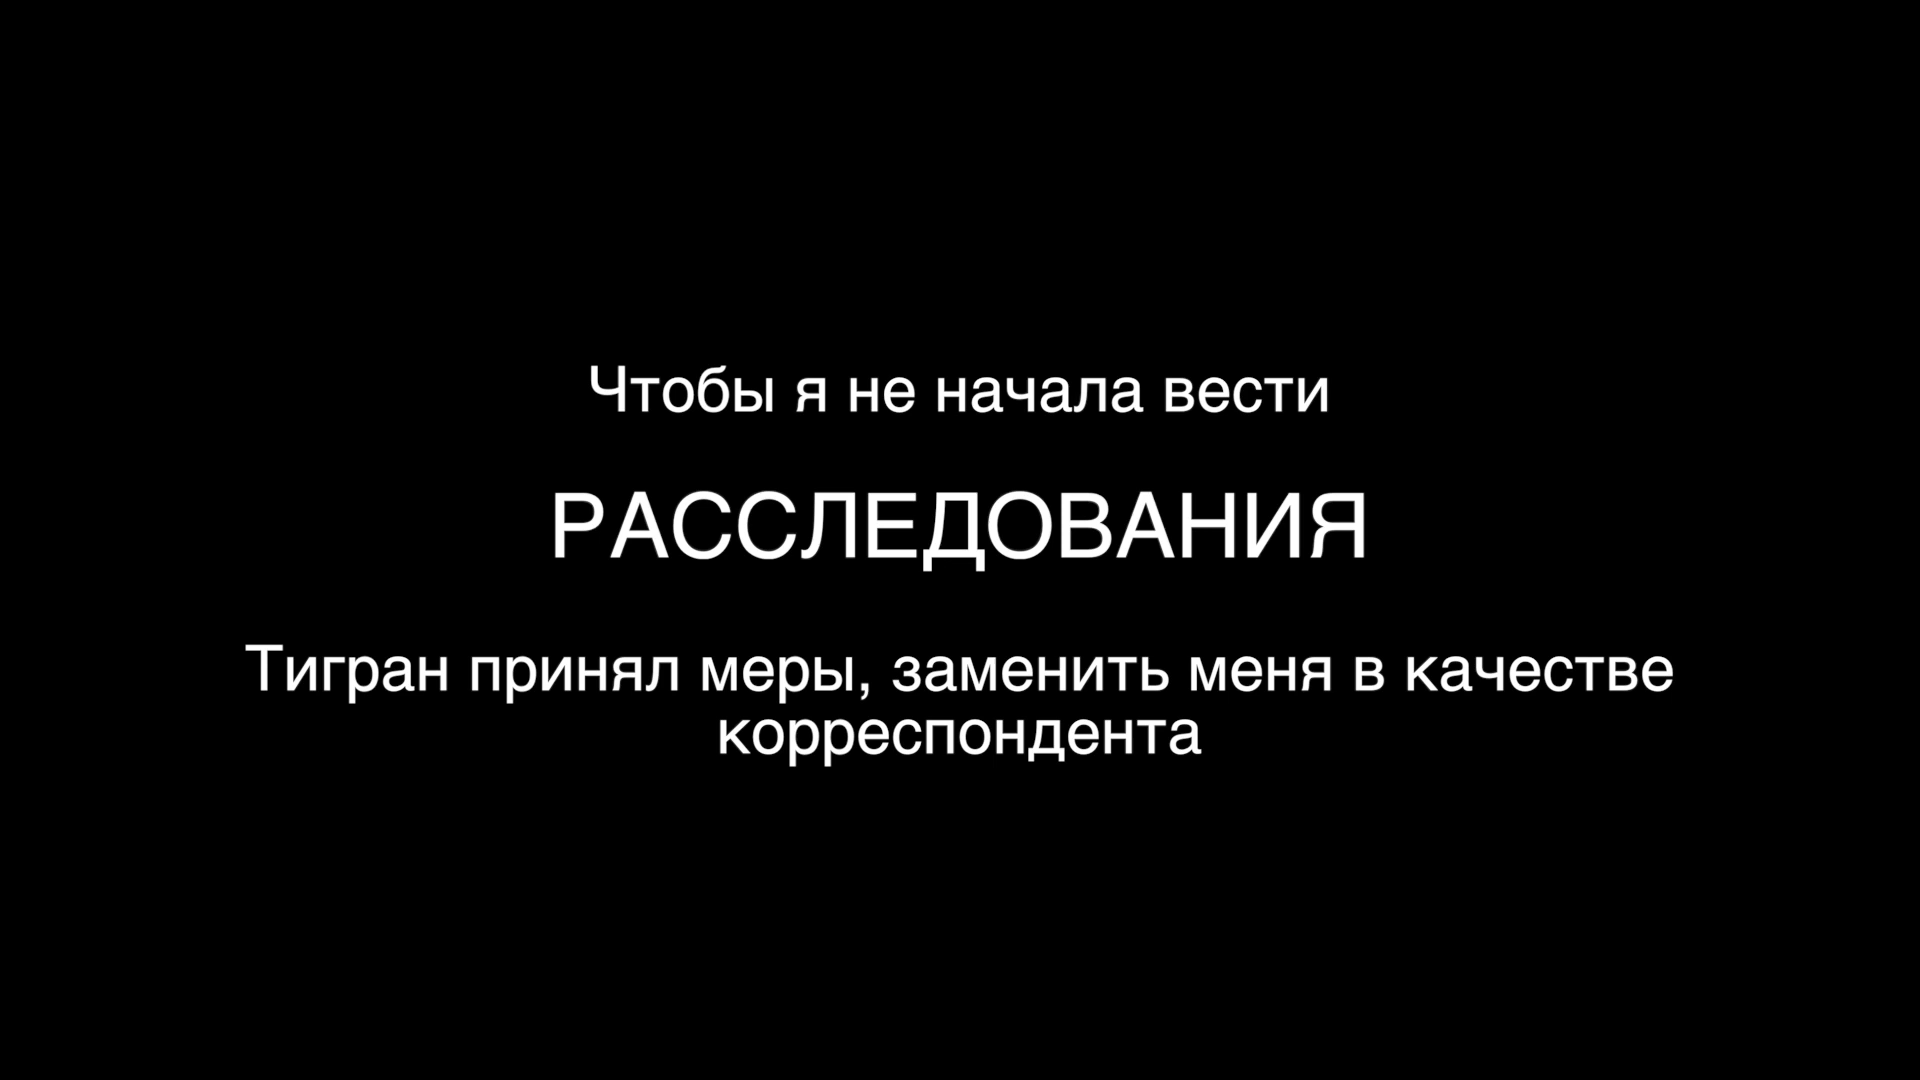 Чтобы я не начала вести
РАССЛЕДОВАНИЯ
Тигран принял меры, заменить меня в качестве
корреспондента